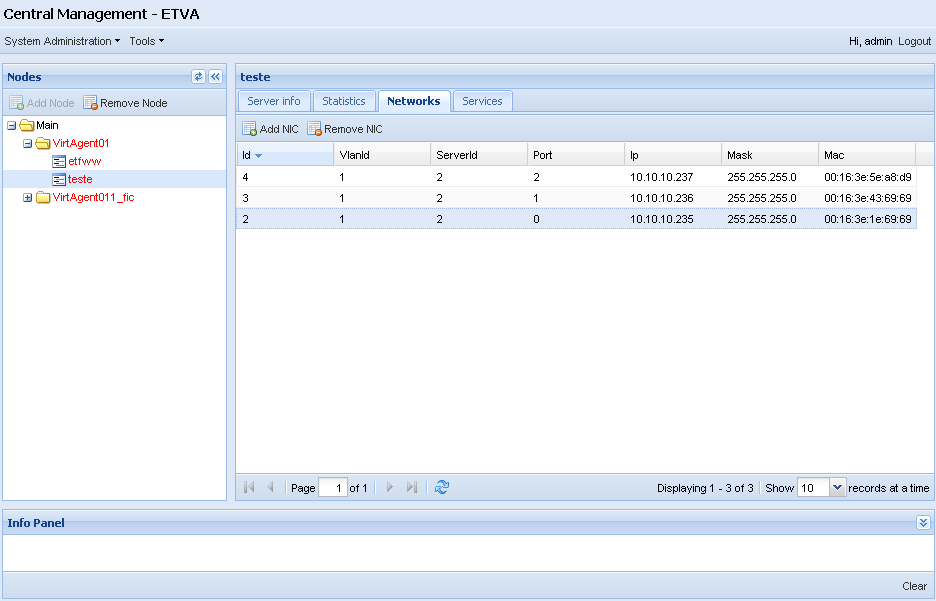 Central Management - ETVA
System Administration Tools Hi, admin Logout
Nodes
Add Node Remove Node
Main
VirtAgent01
etfww
teste
VirtAgent011_fic
teste
Server info Statistics Networks Services
Add NIC Remove NIC
Id VlanId ServerId Port Ip Mask Mac
4 1 2 2 10.10.10.237 255.255.255.0 00:16:3e:5e:a8:d9
3 1 2 1 10.10.10.236 255.255.255.0 00:16:3e:43:69:69
2 1 2 0 10.10.10.235 255.255.255.0 00:16:3e:1e:69:69
Page 1 of 1 Displaying 1 - 3 of 3 Show 10 records at a time
Info Panel
Clear